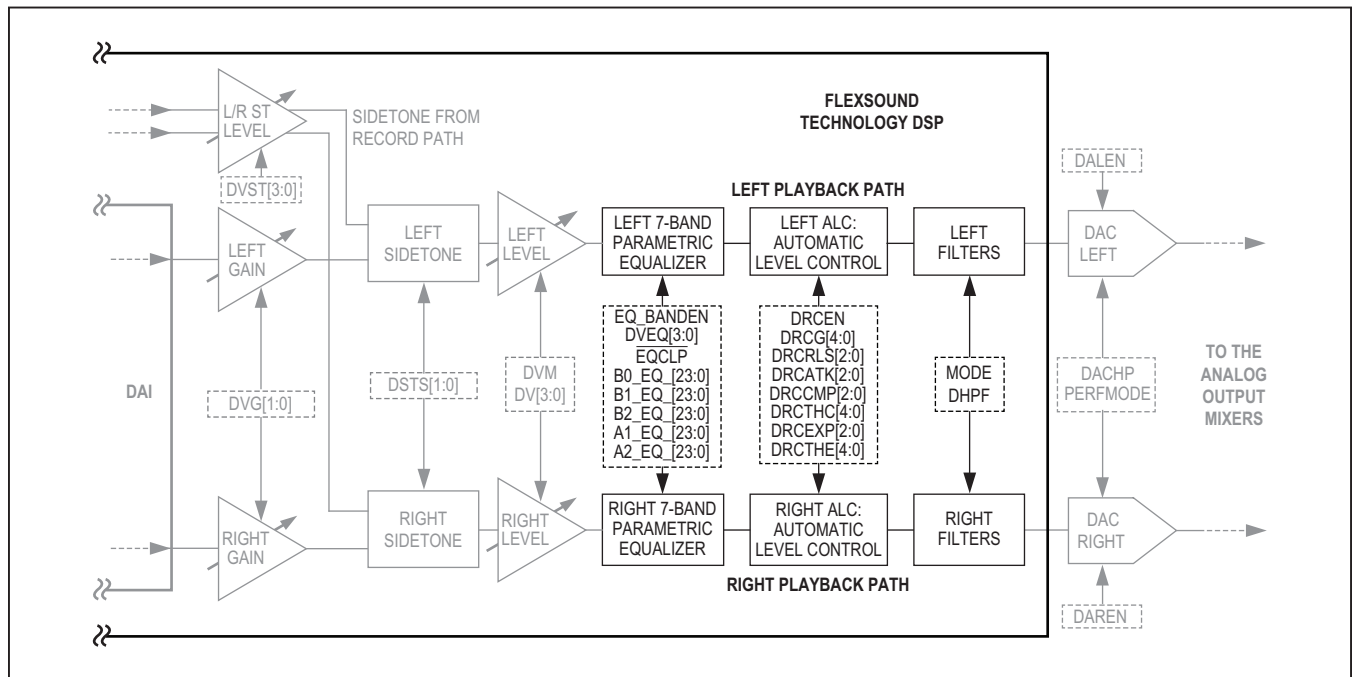 L/R ST
LEVEL
SIDETONE FROM
RECORD PATH
FLEXSOUND
TECHNOLOGY DSP
DVST[3:0]
DALEN
LEFT PLAYBACK PATH
LEFT
GAIN
LEFT
SIDETONE
LEFT
LEVEL
LEFT 7-BAND
PARAMETRIC
EQUALIZER
LEFT ALC:
AUTOMATIC
LEVEL CONTROL
LEFT
FILTERS
DAC
LEFT
DAI
DVG[1:0]
DSTS[1:0]
DVM
DV[3:0]
EQ_BANDEN
DVEQ[3:0]
EQCLP
B0_EQ_[23:0]
B1_EQ_[23:0]
B2_EQ_[23:0]
A1_EQ_[23:0]
A2_EQ_[23:0]
DRCEN
DRCG[4:0]
DRCRLS[2:0]
DRCATK[2:0]
DRCCMP[2:0]
DRCTHC[4:0]
DRCEXP[2:0]
DRCTHE[4:0]
MODE
DHPF
DACHP
PERFMODE
TO THE
ANALOG
OUTPUT
MIXERS
RIGHT
GAIN
RIGHT
SIDETONE
RIGHT
LEVEL
RIGHT 7-BAND
PARAMETRIC
EQUALIZER
RIGHT ALC:
AUTOMATIC
LEVEL CONTROL
RIGHT
FILTERS
DAC
RIGHT
RIGHT PLAYBACK PATH
DAREN